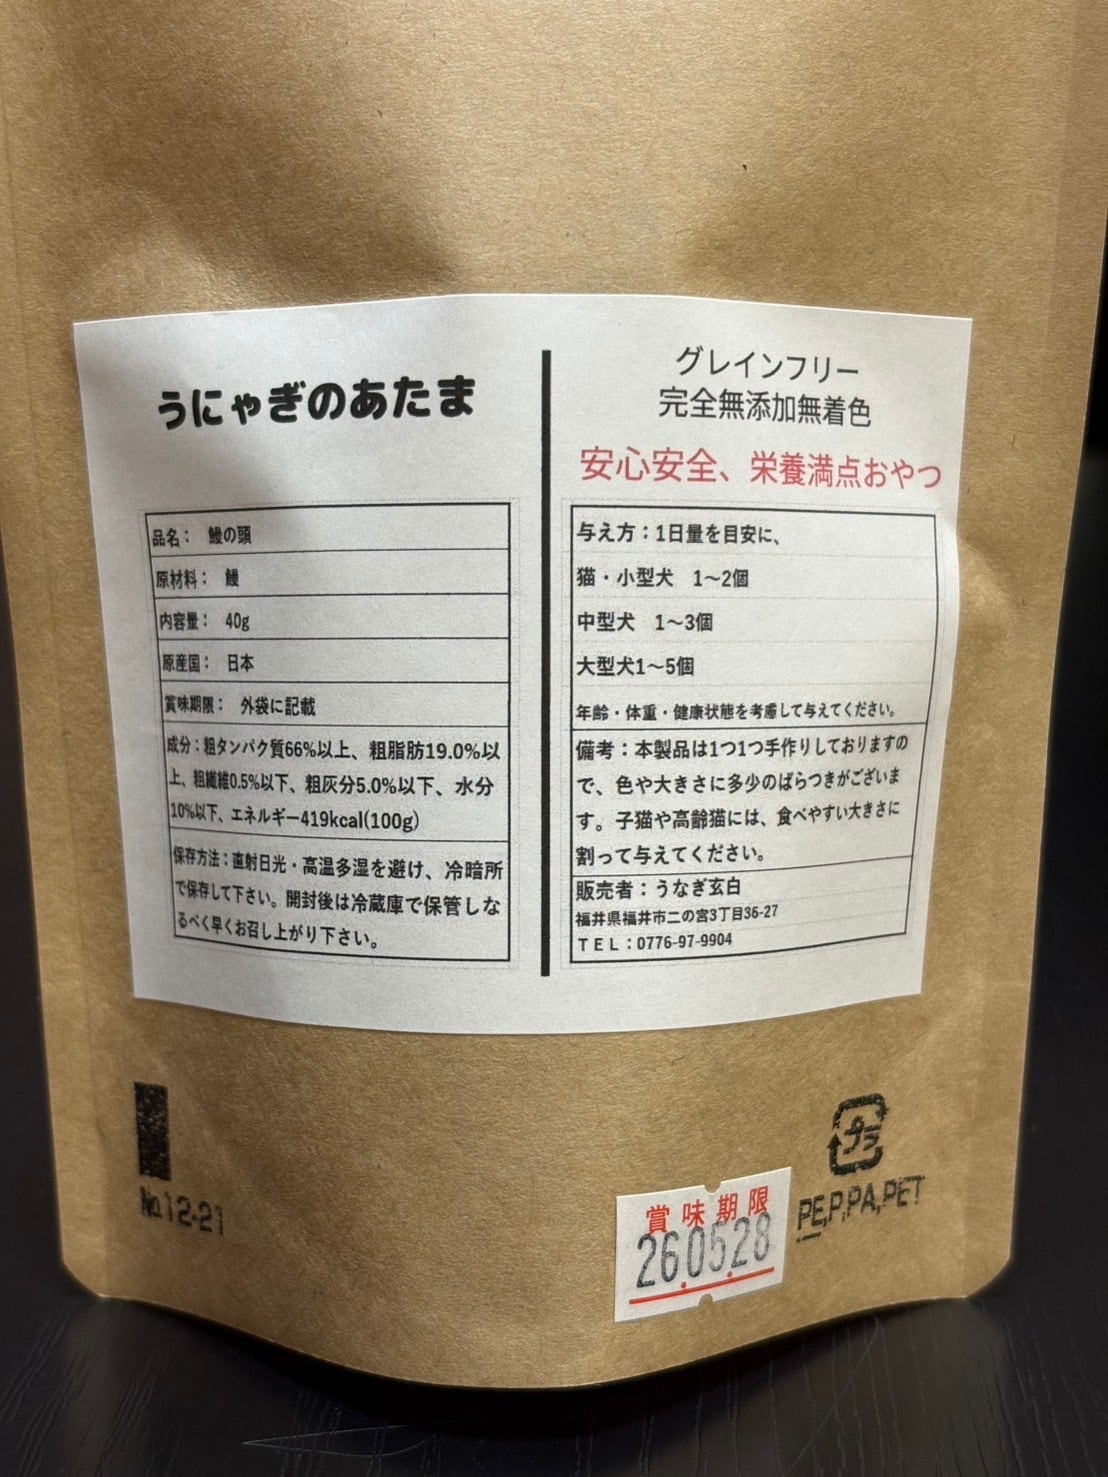 うにゃぎのあたま
品名： 鰻の頭
原材料： 鰻
内容量： 40g
原産国： 日本
賞味期限： 外袋に記載
成分：粗タンパク質66%以上、粗脂肪19.0%以
上、粗繊維0.5%以下、粗灰分5.0%以下、水分
10%以下、エネルギー419kcal(100g)
保存方法：直射日光・高温多湿を避け、冷暗所
で保存して下さい。開封後は冷蔵庫で保管しな
るべく早くお召し上がり下さい。
グレインフリー
完全無添加無着色
安心安全、栄養満点おやつ
与え方：1日量を目安に、
猫・小型犬 1～2個
中型犬 1～3個
大型犬1～5個
年齢・体重・健康状態を考慮して与えてください。
備考：本製品は1つ1つ手作りしておりますの
で、色や大きさに多少のばらつきがございま
す。子猫や高齢猫には、食べやすい大きさに
割って与えてください。
販売者：うなぎ玄白
福井県福井市二の宮3丁目36-27
ＴＥＬ：0776-97-9904
No.12-21
プラ
PE,P,PA,PET
賞味期限
26.05.28